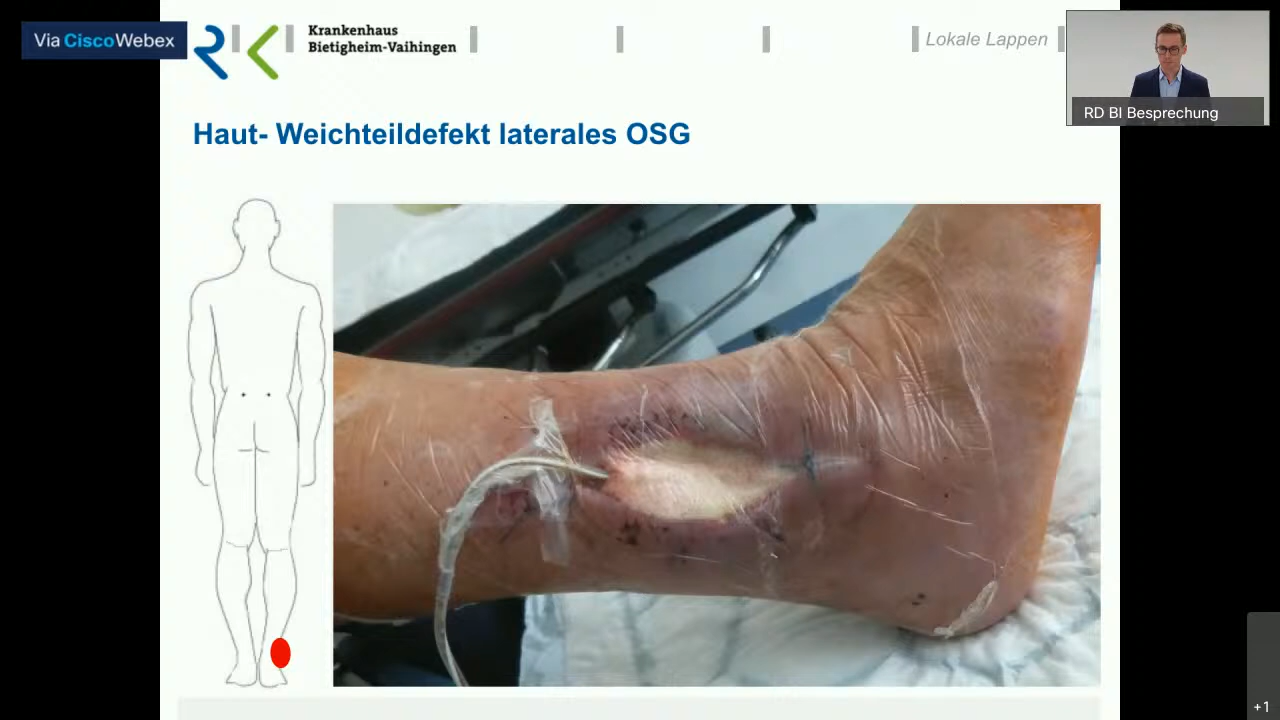 Via CiscoWebex
Krankenhaus
Bietigheim-Vaihingen
Lokale Lappen
RD BI Besprechung
Haut- Weichteildefekt laterales OSG
+1